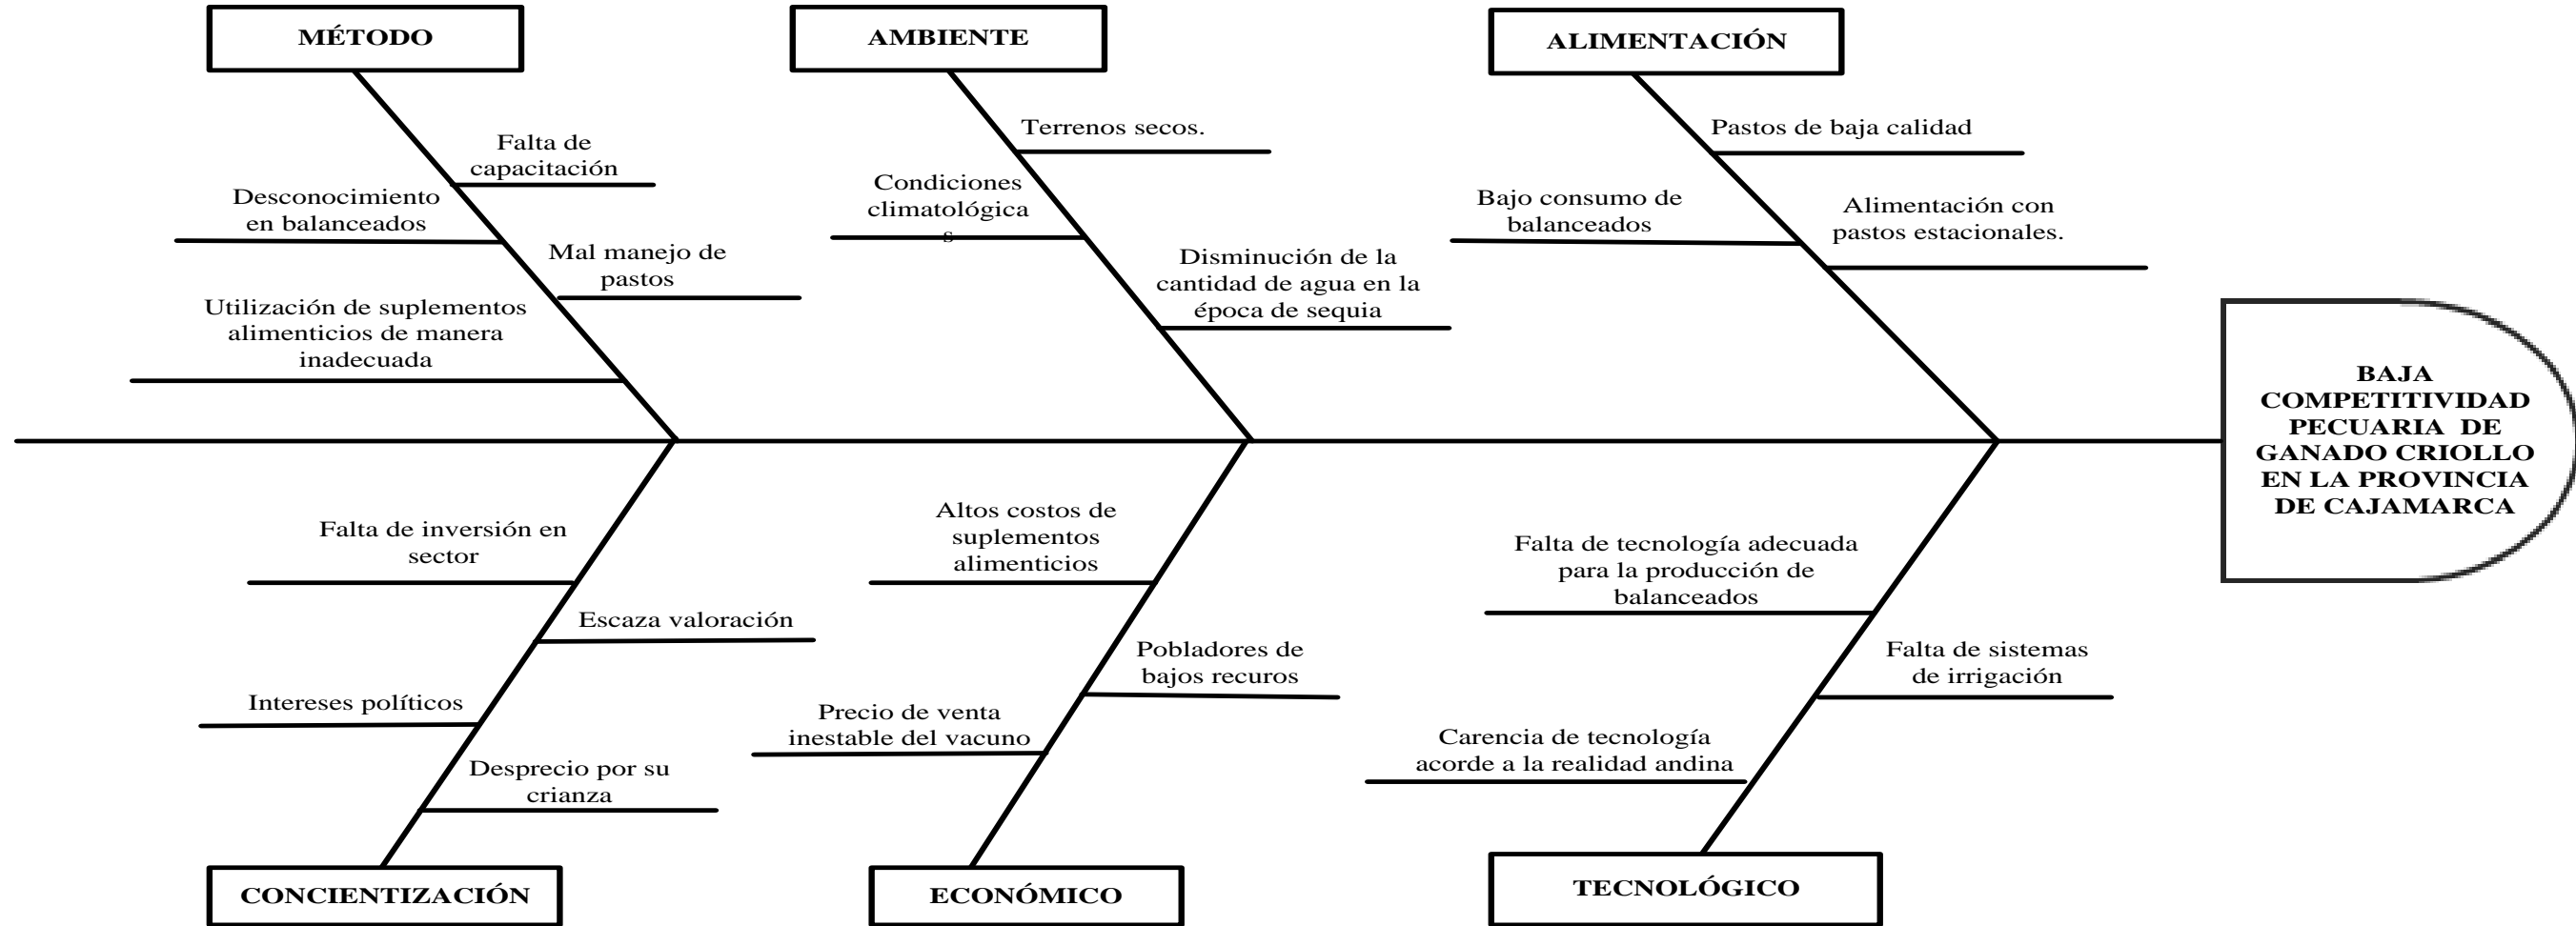 MÉTODO
AMBIENTE
ALIMENTACIÓN
Falta de
capacitación
Desconocimiento
en balanceados
Mal manejo de
pastos
Utilización de suplementos
alimenticios de manera
inadecuada
Terrenos secos.
Condiciones
climatológica
s
Disminución de la
cantidad de agua en la
época de sequia
Pastos de baja calidad
Bajo consumo de
balanceados
Alimentación con
pastos estacionales.
BAJA
COMPETITIVIDAD
PECUARIA DE
GANADO CRIOLLO
EN LA PROVINCIA
DE CAJAMARCA
Falta de inversión en
sector
Escaza valoración
Intereses políticos
Desprecio por su
crianza
Altos costos de
suplementos
alimenticios
Pobladores de
bajos recuros
Precio de venta
inestable del vacuno
Falta de tecnología adecuada
para la producción de
balanceados
Falta de sistemas
de irrigación
Carencia de tecnología
acorde a la realidad andina
CONCIENTIZACIÓN
ECONÓMICO
TECNOLÓGICO